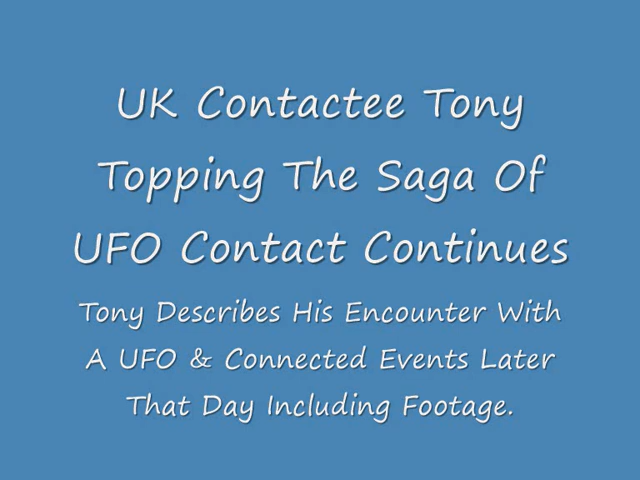 UK Contactee Tony
Topping The Saga Of
UFO Contact Continues
Tony Describes His Encounter With
A UFO & Connected Events Later
That Day Including Footage.